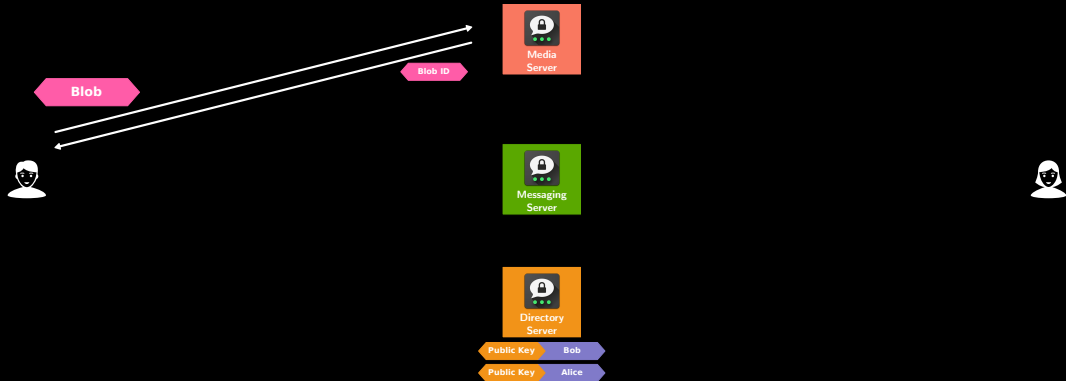 Media
Server
Blob ID
Blob
Messaging
Server
Directory
Server
Public Key Bob
Public Key Alice